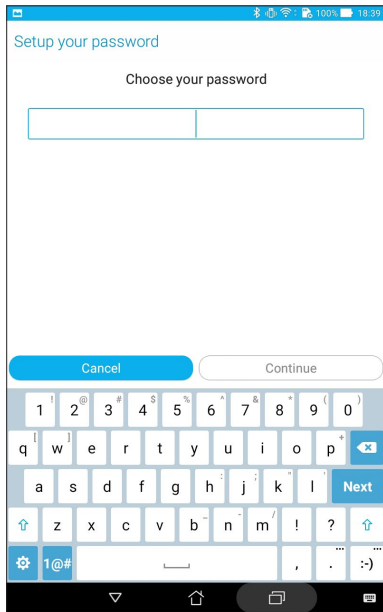 100% 18:39
Setup your password
Choose your password
Cancel Continue
! @ # $ % ^ & * ( )
1 2 3 4 5 6 7 8 9 0
[ ] +
q w e r t y u i o p
: ; " '
a s d f g h j k l Next
_ - /
z x c v b n m ! ?
1@# , . ... :-) ...